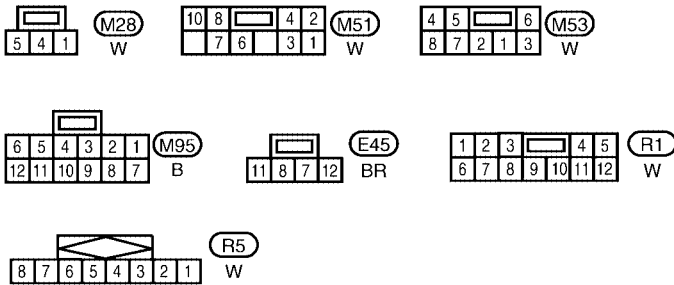 5 4 1 M28 W
10 8 4 2 M51
7 6 3 1 W
4 5 6 M53
8 7 2 1 3 W
6 5 4 3 2 1 M95
12 11 10 9 8 7 B
E45
11 8 7 12 BR
1 2 3 4 5 R1
6 7 8 9 10 11 12 W
R5
8 7 6 5 4 3 2 1 W